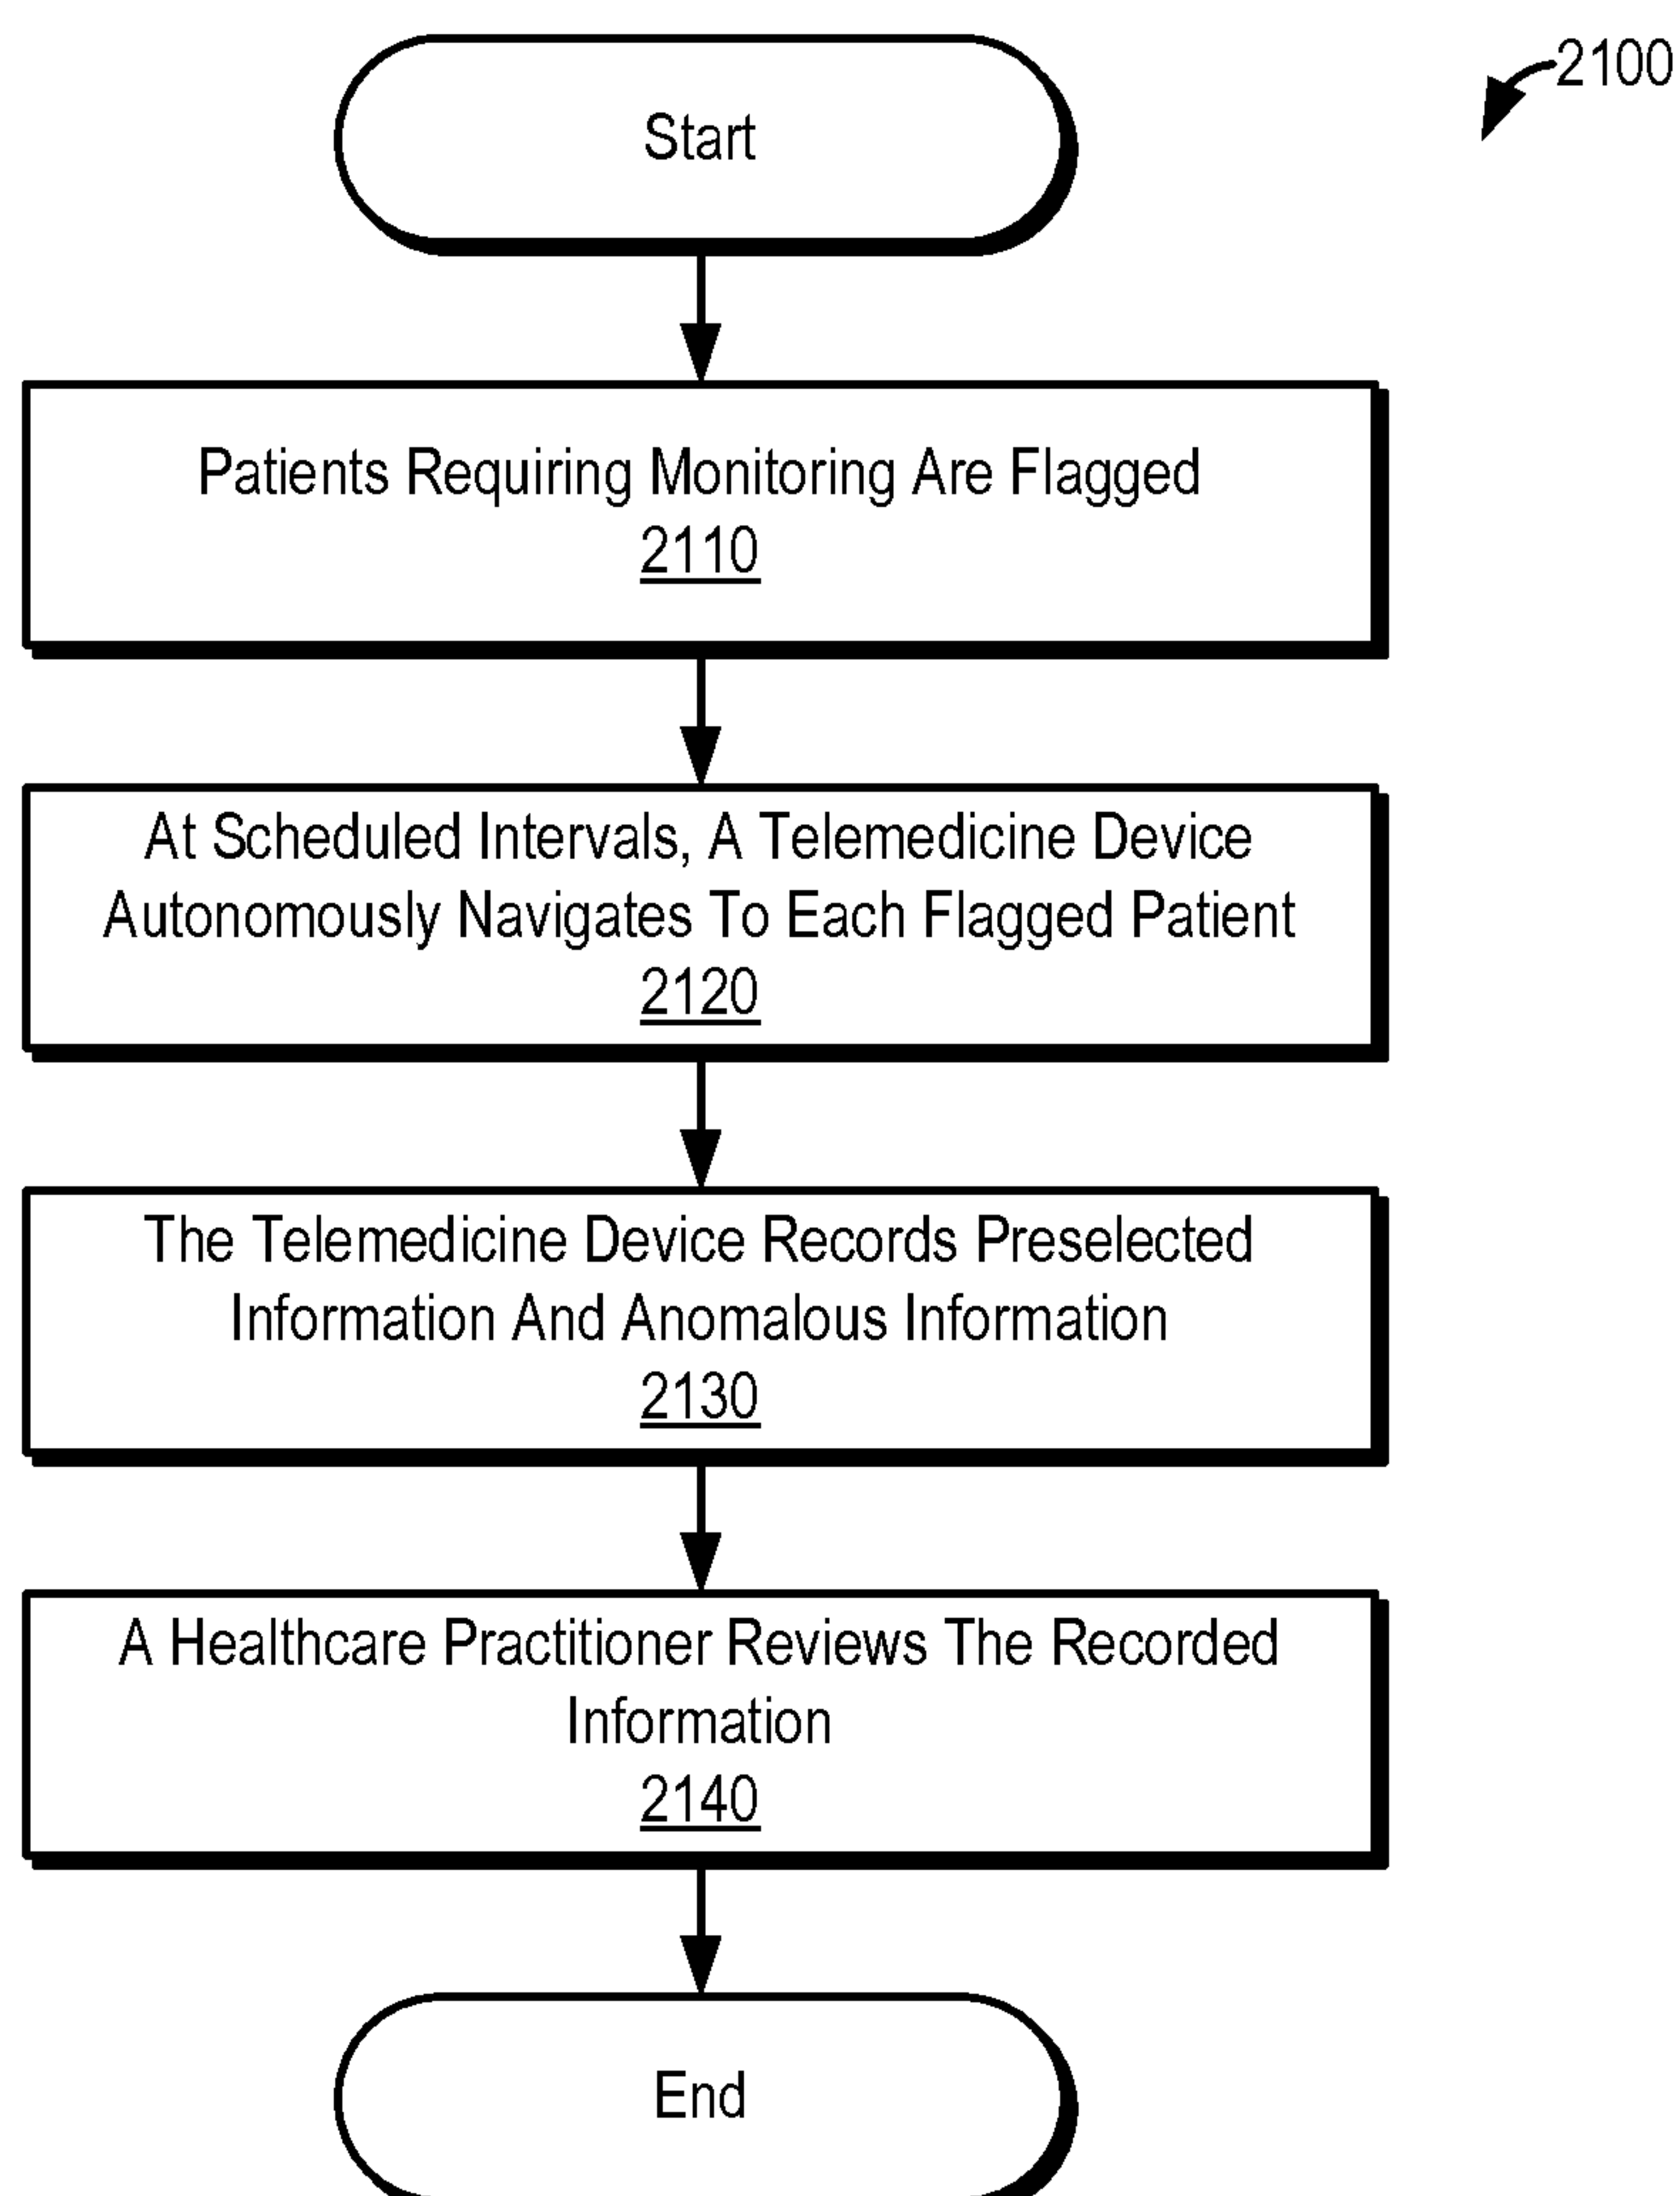 2100
Start
Patients Requiring Monitoring Are Flagged
2110
At Scheduled Intervals, A Telemedicine Device
Autonomously Navigates To Each Flagged Patient
2120
The Telemedicine Device Records Preselected
Information And Anomalous Information
2130
A Healthcare Practitioner Reviews The Recorded
Information
2140
End